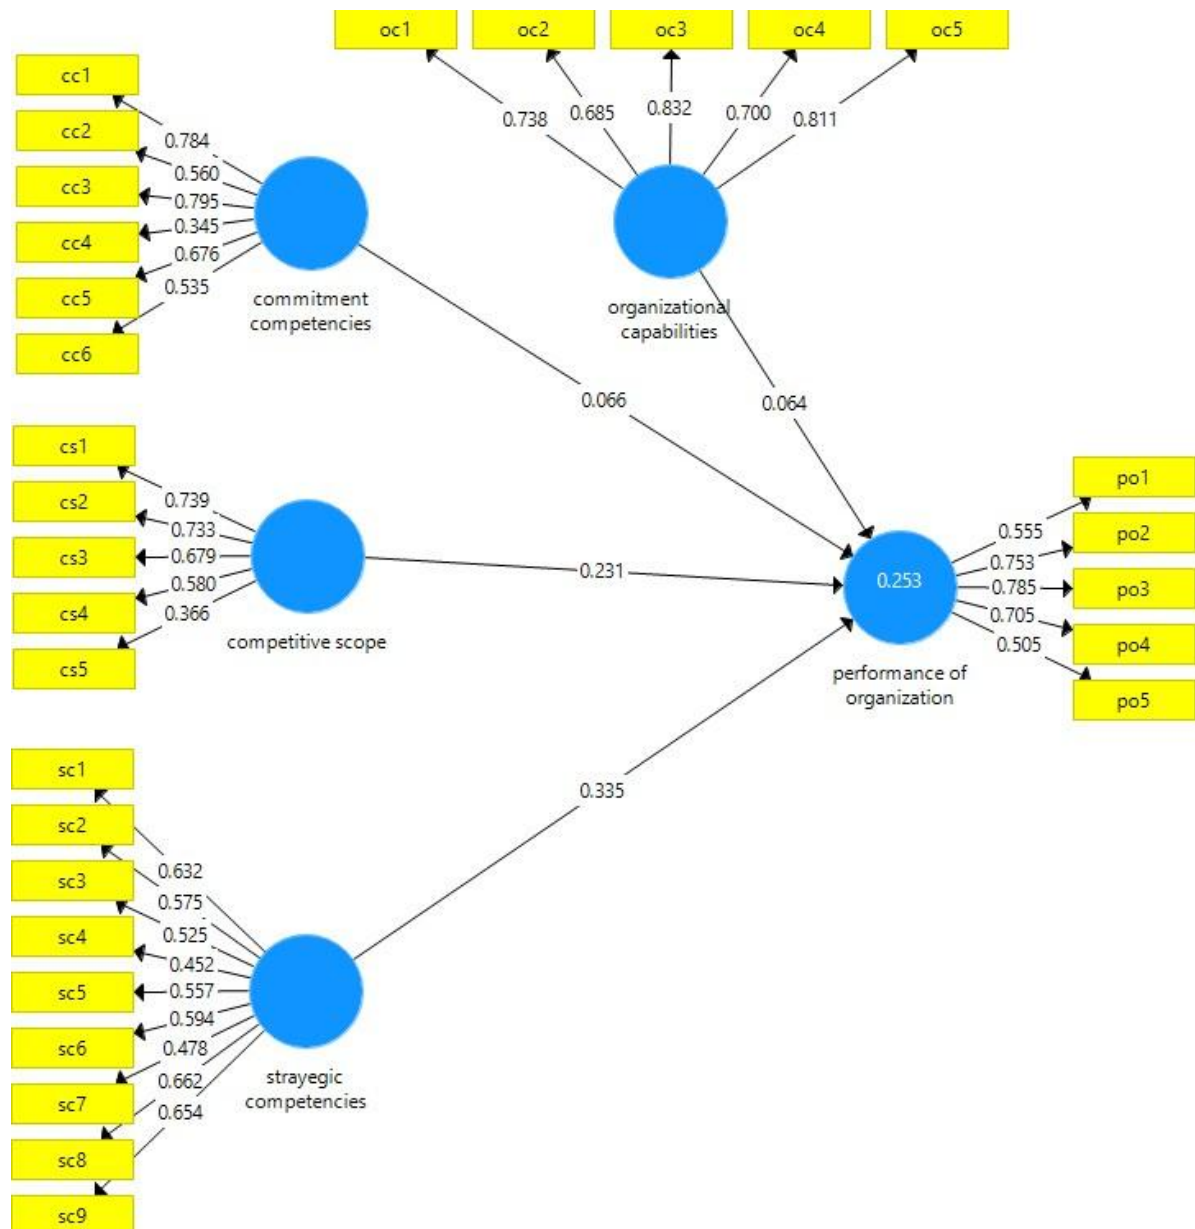 oc1
oc2
oc3
oc4
oc5
0.738
0.685
0.832
0.700
0.811
organizational
capabilities
cc1
cc2
cc3
cc4
cc5
cc6
0.784
0.560
0.795
0.345
0.676
0.535
commitment
competencies
0.066
0.064
cs1
cs2
cs3
cs4
cs5
0.739
0.733
0.679
0.580
0.366
competitive scope
0.231
0.253
performance of
organization
0.555
0.753
0.785
0.705
0.505
po1
po2
po3
po4
po5
sc1
sc2
sc3
sc4
sc5
sc6
sc7
sc8
sc9
0.632
0.575
0.525
0.452
0.557
0.594
0.478
0.662
0.654
strayegic
competencies
0.335